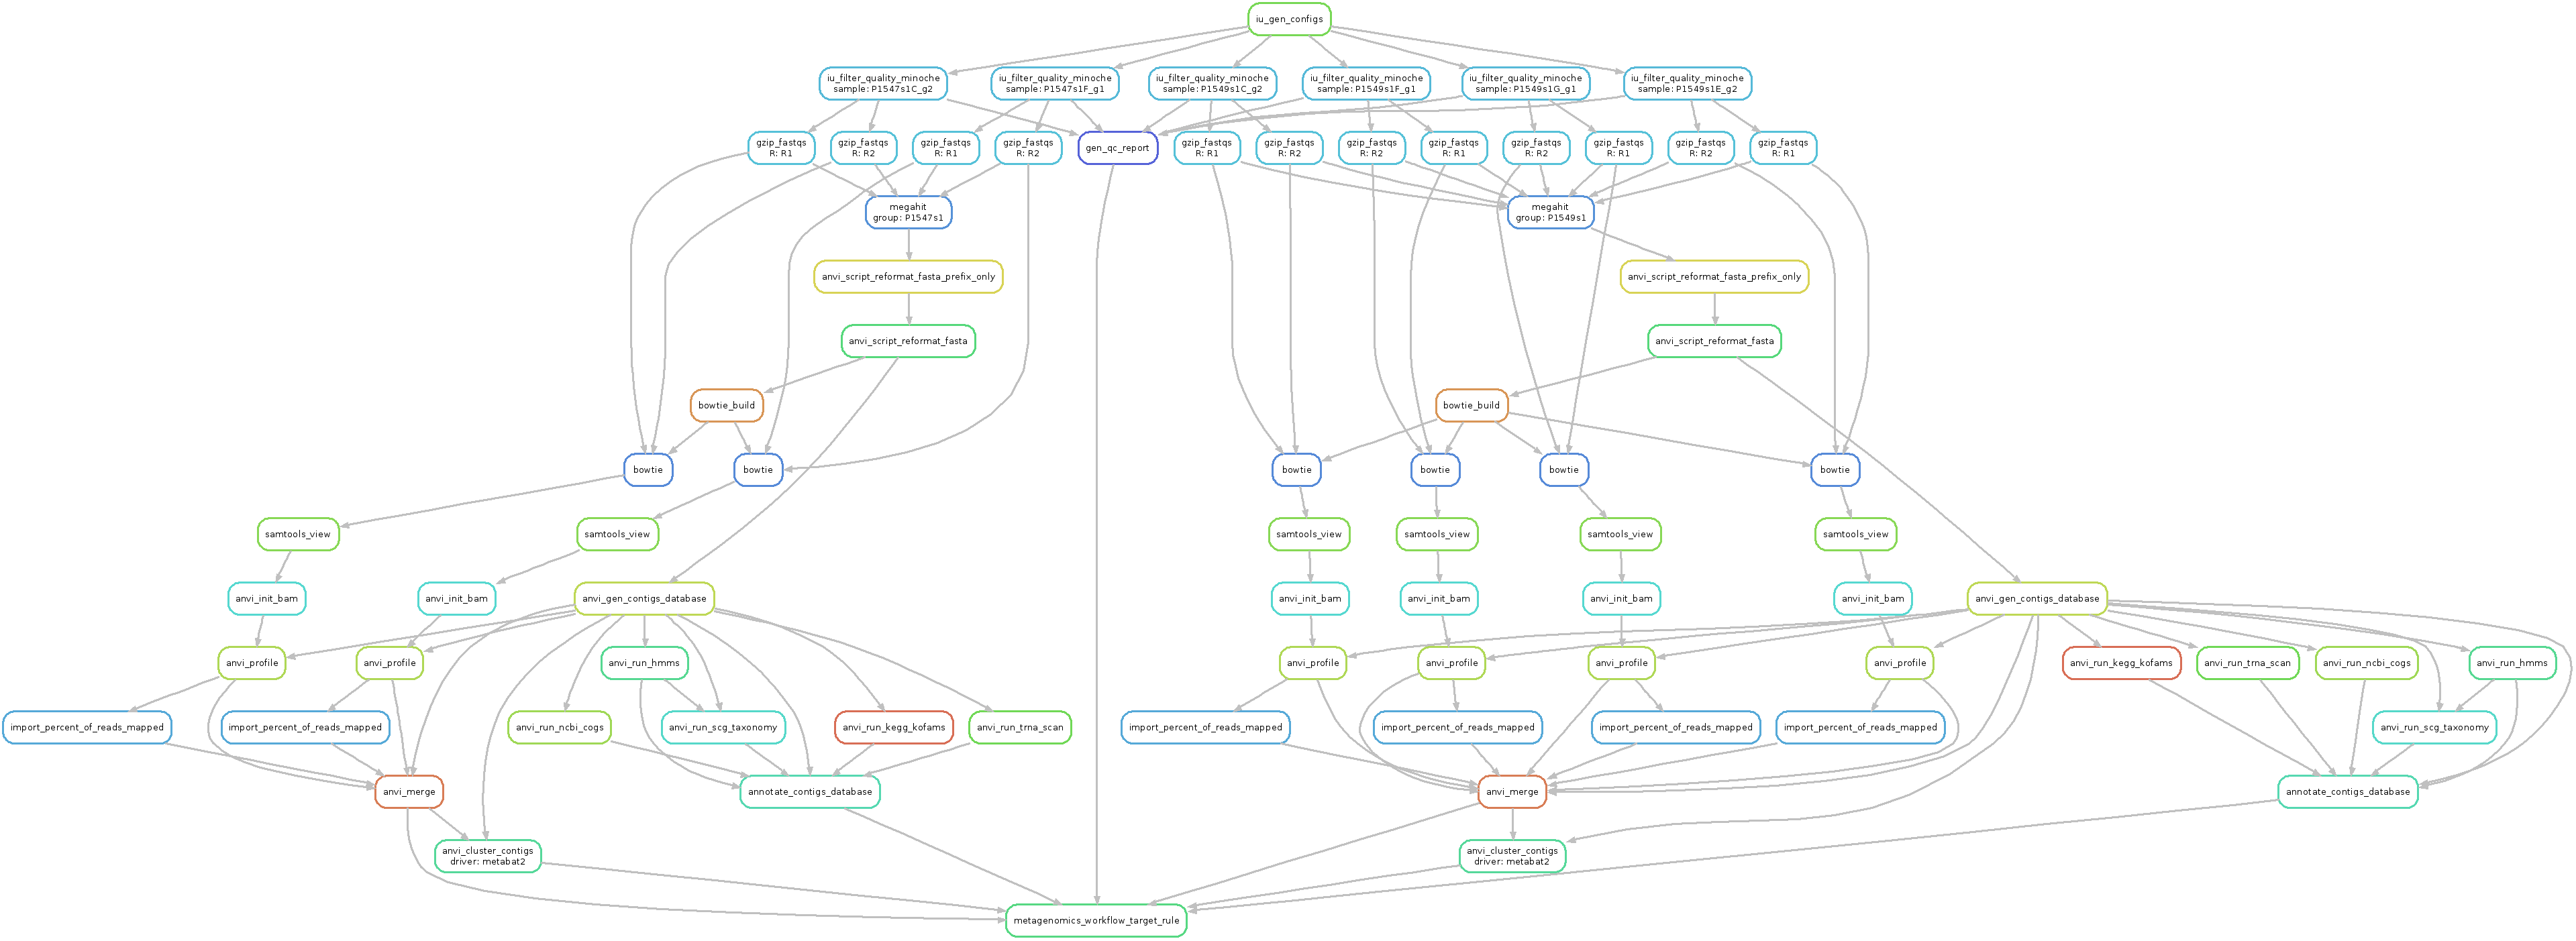 iu_gen_configs
iu_filter_quality_minoche
sample: P1547s1C_g2
iu_filter_quality_minoche
sample: P1547s1F_g1
iu_filter_quality_minoche
sample: P1549s1C_g2
iu_filter_quality_minoche
sample: P1549s1F_g1
iu_filter_quality_minoche
sample: P1549s1G_g1
iu_filter_quality_minoche
sample: P1549s1E_g2
gzip_fastqs
R: R1
gzip_fastqs
R: R2
gzip_fastqs
R: R1
gzip_fastqs
R: R2
gen_qc_report
gzip_fastqs
R: R1
gzip_fastqs
R: R2
gzip_fastqs
R: R2
gzip_fastqs
R: R1
gzip_fastqs
R: R2
gzip_fastqs
R: R1
gzip_fastqs
R: R2
gzip_fastqs
R: R1
megahit
group: P1547s1
megahit
group: P1549s1
anvi_script_reformat_fasta_prefix_only
anvi_script_reformat_fasta_prefix_only
anvi_script_reformat_fasta
anvi_script_reformat_fasta
bowtie_build
bowtie_build
bowtie
bowtie
bowtie
bowtie
bowtie
bowtie
samtools_view
samtools_view
samtools_view
samtools_view
samtools_view
samtools_view
anvi_init_bam
anvi_init_bam
anvi_gen_contigs_database
anvi_init_bam
anvi_init_bam
anvi_init_bam
anvi_init_bam
anvi_gen_contigs_database
anvi_profile
anvi_profile
anvi_run_hmms
anvi_profile
anvi_profile
anvi_profile
anvi_profile
anvi_run_kegg_kofams
anvi_run_trna_scan
anvi_run_ncbi_cogs
anvi_run_hmms
import_percent_of_reads_mapped
import_percent_of_reads_mapped
anvi_run_ncbi_cogs
anvi_run_scg_taxonomy
anvi_run_kegg_kofams
anvi_run_trna_scan
import_percent_of_reads_mapped
import_percent_of_reads_mapped
import_percent_of_reads_mapped
import_percent_of_reads_mapped
anvi_run_scg_taxonomy
anvi_merge
annotate_contigs_database
anvi_merge
annotate_contigs_database
anvi_cluster_contigs
driver: metabat2
anvi_cluster_contigs
driver: metabat2
metagenomics_workflow_target_rule